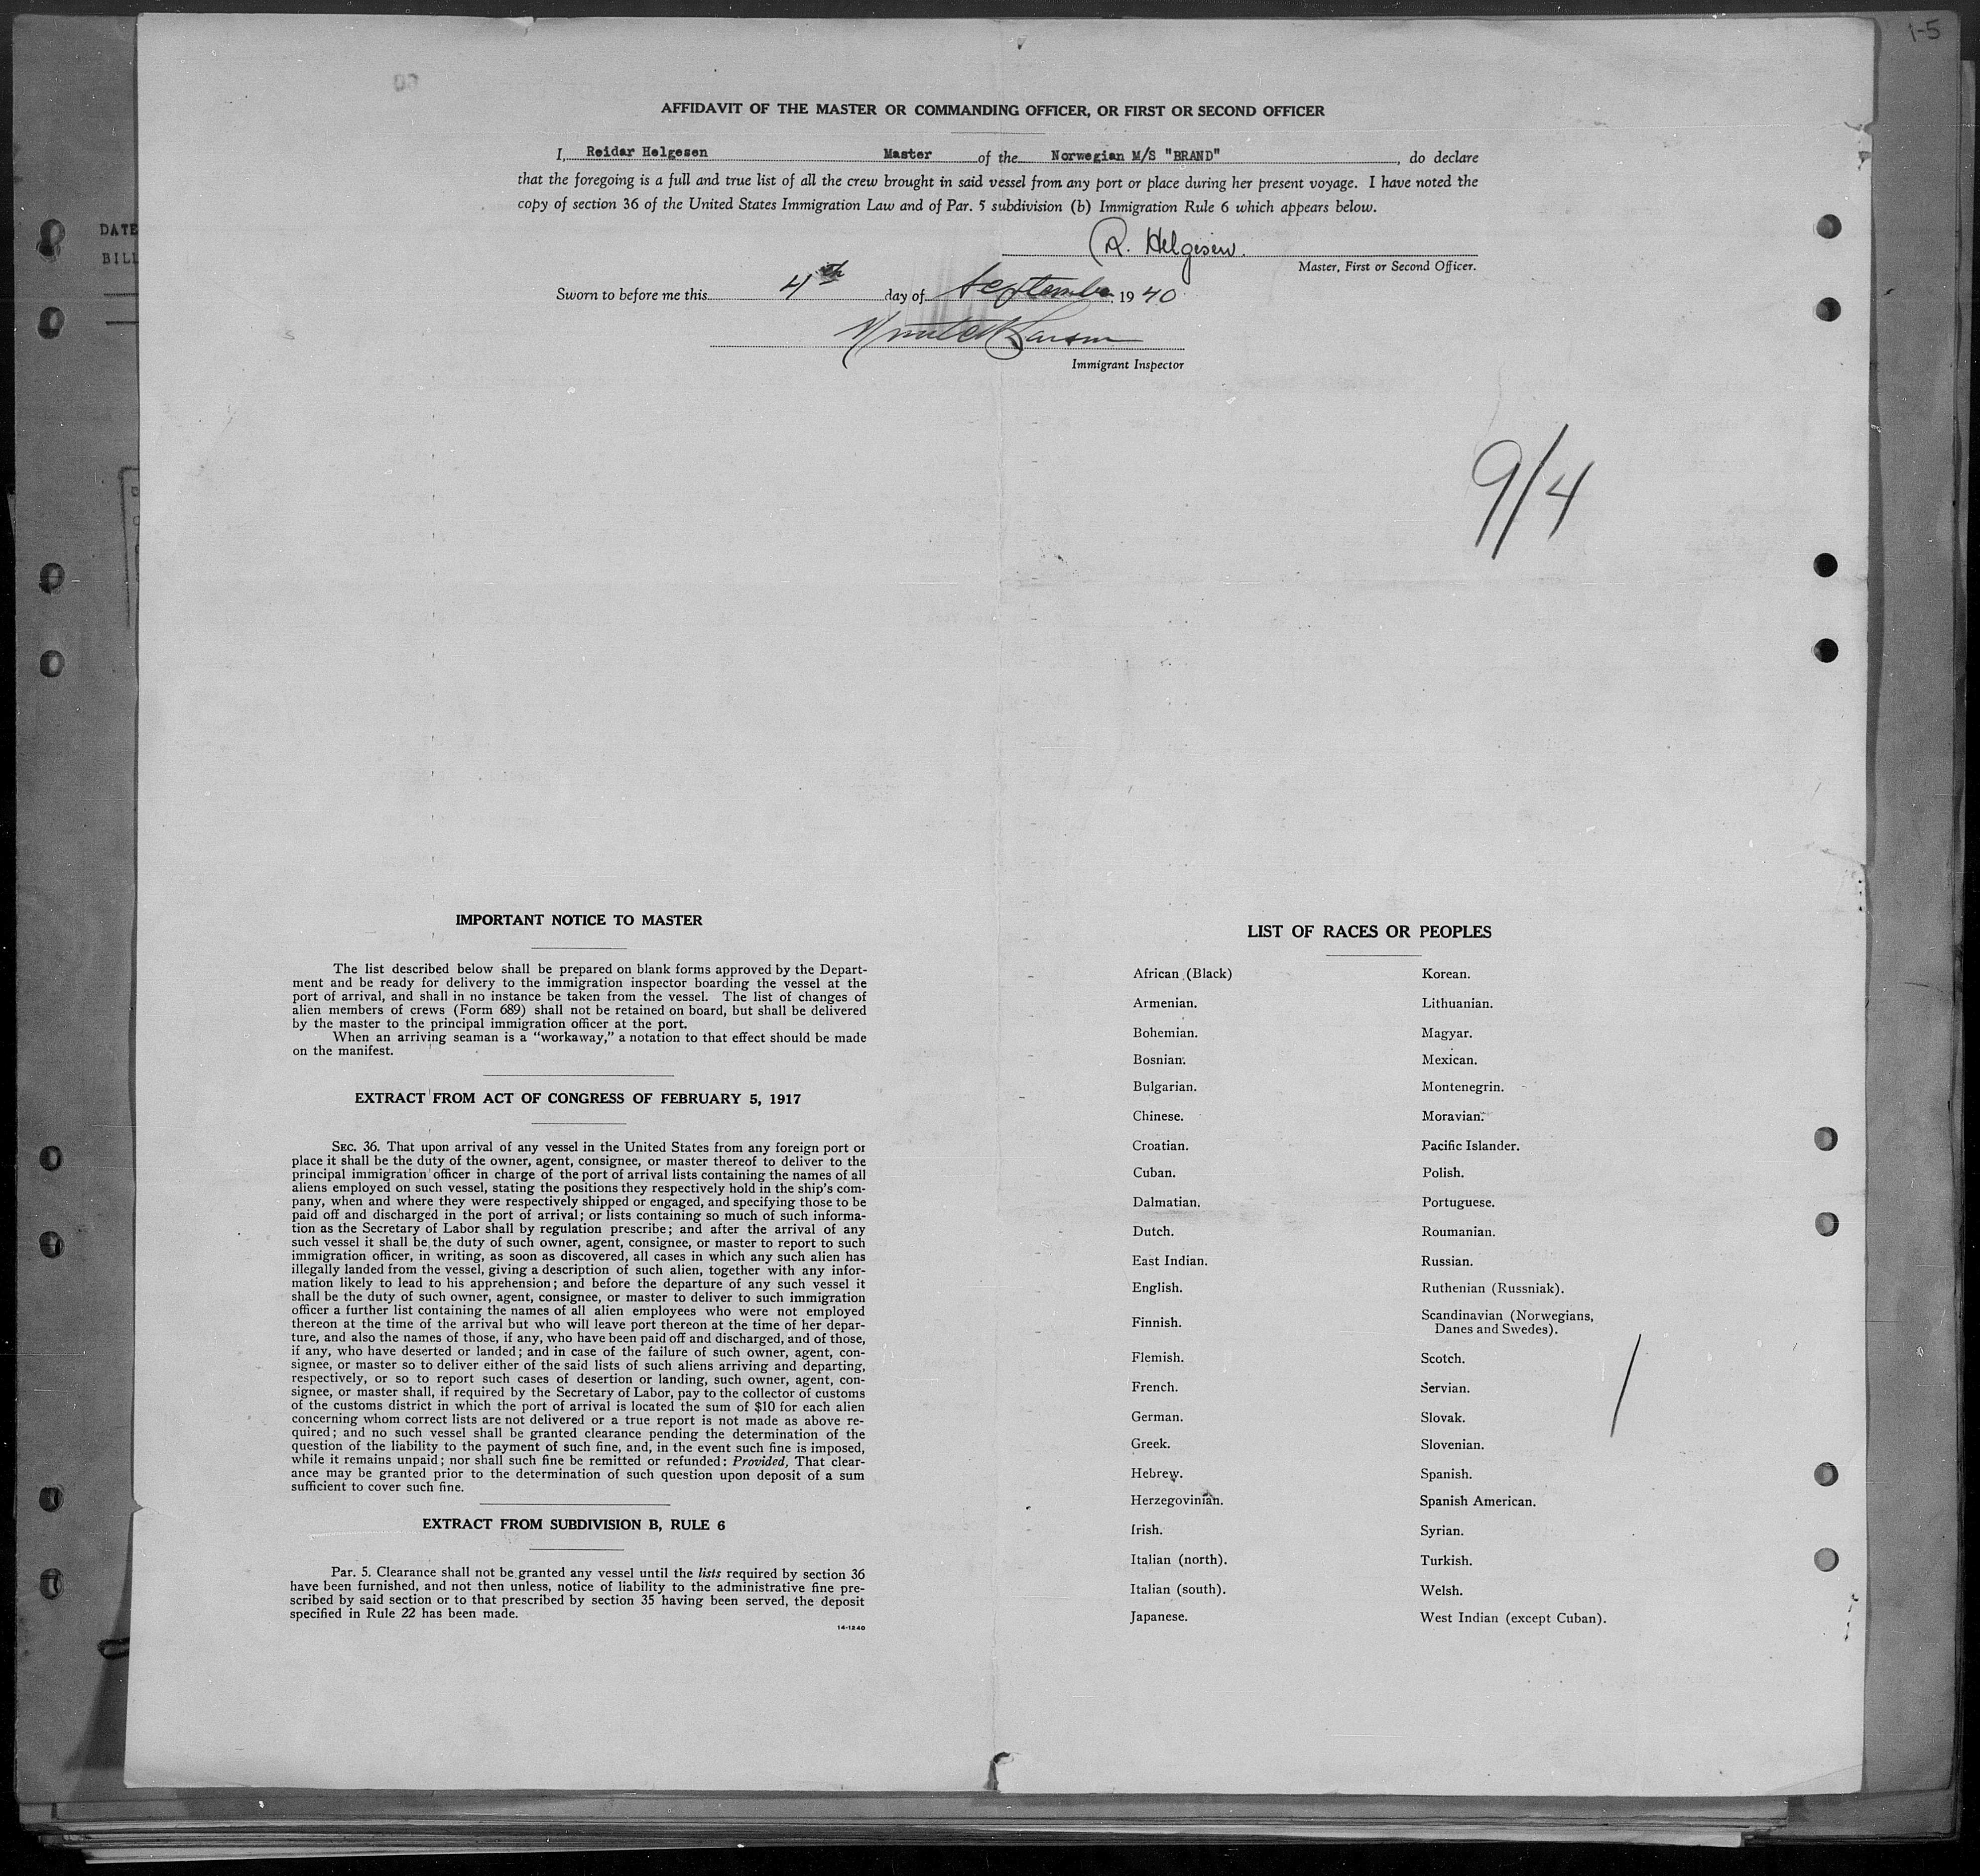 1-5
60
DATE
BILL
AFFIDAVIT OF THE MASTER OR COMMANDING OFFICER, OR FIRST OR SECOND OFFICER
I, Reidar Helgesen Master of the Norwegian M/S "BRAND", do declare
that the foregoing is a full and true list of all the crew brought in said vessel from any port or place during her present voyage. I have noted the
copy of section 36 of the United States Immigration Law and of Par. 5 subdivision (b) Immigration Rule 6 which appears below.
R. Helgesen.
Master, First or Second Officer.
Sworn to before me this 4th day of September, 1940
Immigrant Inspector
9/4
IMPORTANT NOTICE TO MASTER
The list described below shall be prepared on blank forms approved by the Depart-
ment and be ready for delivery to the immigration inspector boarding the vessel at the
port of arrival, and shall in no instance be taken from the vessel. The list of changes of
alien members of crews (Form 689) shall not be retained on board, but shall be delivered
by the master to the principal immigration officer at the port.
When an arriving seaman is a "workaway," a notation to that effect should be made
on the manifest.
EXTRACT FROM ACT OF CONGRESS OF FEBRUARY 5, 1917
SEC. 36. That upon arrival of any vessel in the United States from any foreign port or
place it shall be the duty of the owner, agent, consignee, or master thereof to deliver to the
principal immigration officer in charge of the port of arrival lists containing the names of all
aliens employed on such vessel, stating the positions they respectively hold in the ship's com-
pany, when and where they were respectively shipped or engaged, and specifying those to be
paid off and discharged in the port of arrival; or lists containing so much of such informa-
tion as the Secretary of Labor shall by regulation prescribe; and after the arrival of any
such vessel it shall be the duty of such owner, agent, consignee, or master to report to such
immigration officer, in writing, as soon as discovered, all cases in which any such alien has
illegally landed from the vessel, giving a description of such alien, together with any infor-
mation likely to lead to his apprehension; and before the departure of any such vessel it
shall be the duty of such owner, agent, consignee, or master to deliver to such immigration
officer a further list containing the names of all alien employees who were not employed
thereon at the time of the arrival but who will leave port thereon at the time of her depar-
ture, and also the names of those, if any, who have been paid off and discharged, and of those,
if any, who have deserted or landed; and in case of the failure of such owner, agent, con-
signee, or master so to deliver either of the said lists of such aliens arriving and departing,
respectively, or so to report such cases of desertion or landing, such owner, agent, con-
signee, or master shall, if required by the Secretary of Labor, pay to the collector of customs
of the customs district in which the port of arrival is located the sum of $10 for each alien
concerning whom correct lists are not delivered or a true report is not made as above re-
quired; and no such vessel shall be granted clearance pending the determination of the
question of the liability to the payment of such fine, and, in the event such fine is imposed,
while it remains unpaid; nor shall such fine be remitted or refunded: Provided, That clear-
ance may be granted prior to the determination of such question upon deposit of a sum
sufficient to cover such fine.
EXTRACT FROM SUBDIVISION B, RULE 6
Par. 5. Clearance shall not be granted any vessel until the lists required by section 36
have been furnished, and not then unless, notice of liability to the administrative fine pre-
scribed by said section or to that prescribed by section 35 having been served, the deposit
specified in Rule 22 has been made.
14-1240
LIST OF RACES OR PEOPLES
African (Black)
Armenian.
Bohemian.
Bosnian.
Bulgarian.
Chinese.
Croatian.
Cuban.
Dalmatian.
Dutch.
East Indian.
English.
Finnish.
Flemish.
French.
German.
Greek.
Hebrew.
Herzegovinian.
Irish.
Italian (north).
Italian (south).
Japanese.
Korean.
Lithuanian.
Magyar.
Mexican.
Montenegrin.
Moravian.
Pacific Islander.
Polish.
Portuguese.
Roumanian.
Russian.
Ruthenian (Russniak).
Scandinavian (Norwegians,
Danes and Swedes).
Scotch.
Servian.
Slovak.
Slovenian.
Spanish.
Spanish American.
Syrian.
Turkish.
Welsh.
West Indian (except Cuban).